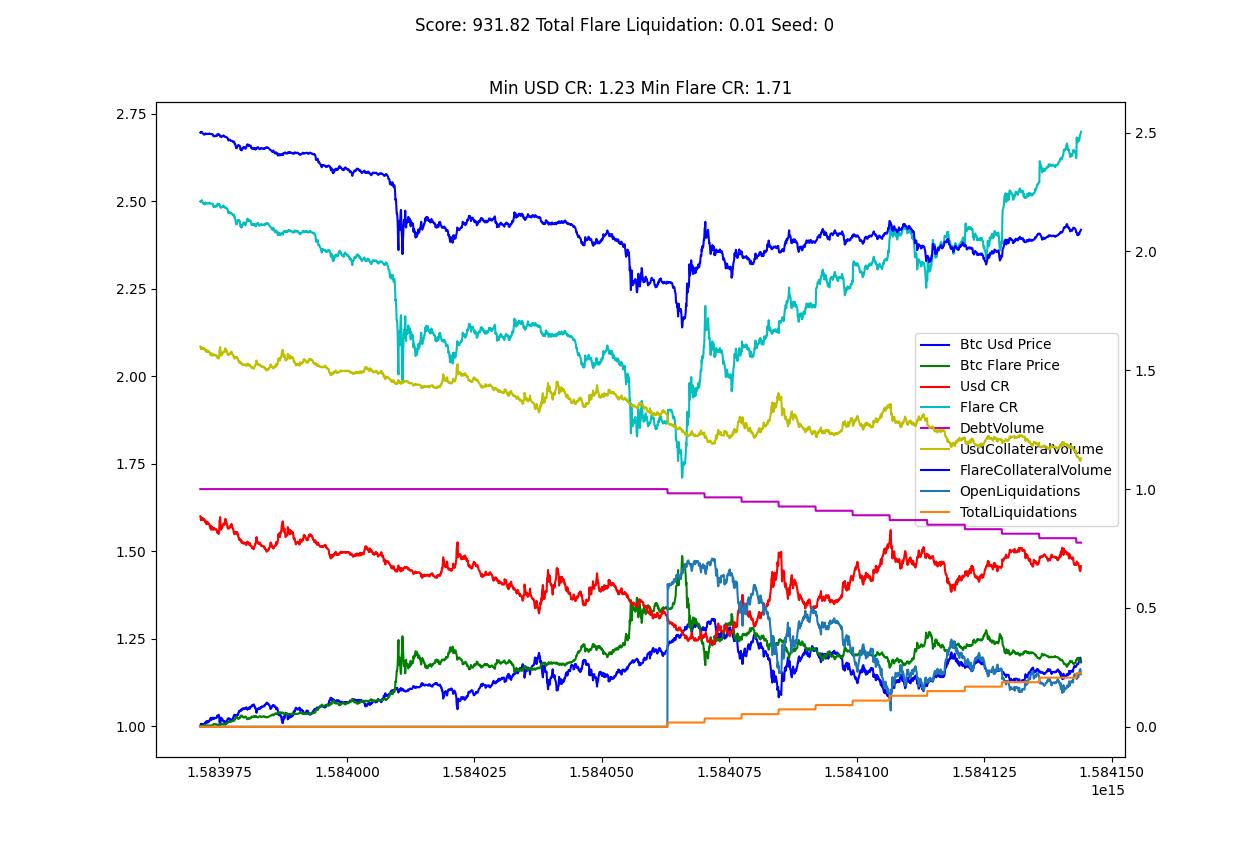 Score: 931.82 Total Flare Liquidation: 0.01 Seed: 0
Min USD CR: 1.23 Min Flare CR: 1.71
2.75
2.50
2.25
2.00
1.75
1.50
1.25
1.00
2.5
2.0
1.5
1.0
0.5
0.0
Btc Usd Price
Btc Flare Price
Usd CR
Flare CR
DebtVolume
UsdCollateralVolume
FlareCollateralVolume
OpenLiquidations
TotalLiquidations
1.583975 1.584000 1.584025 1.584050 1.584075 1.584100 1.584125 1.584150
1e15